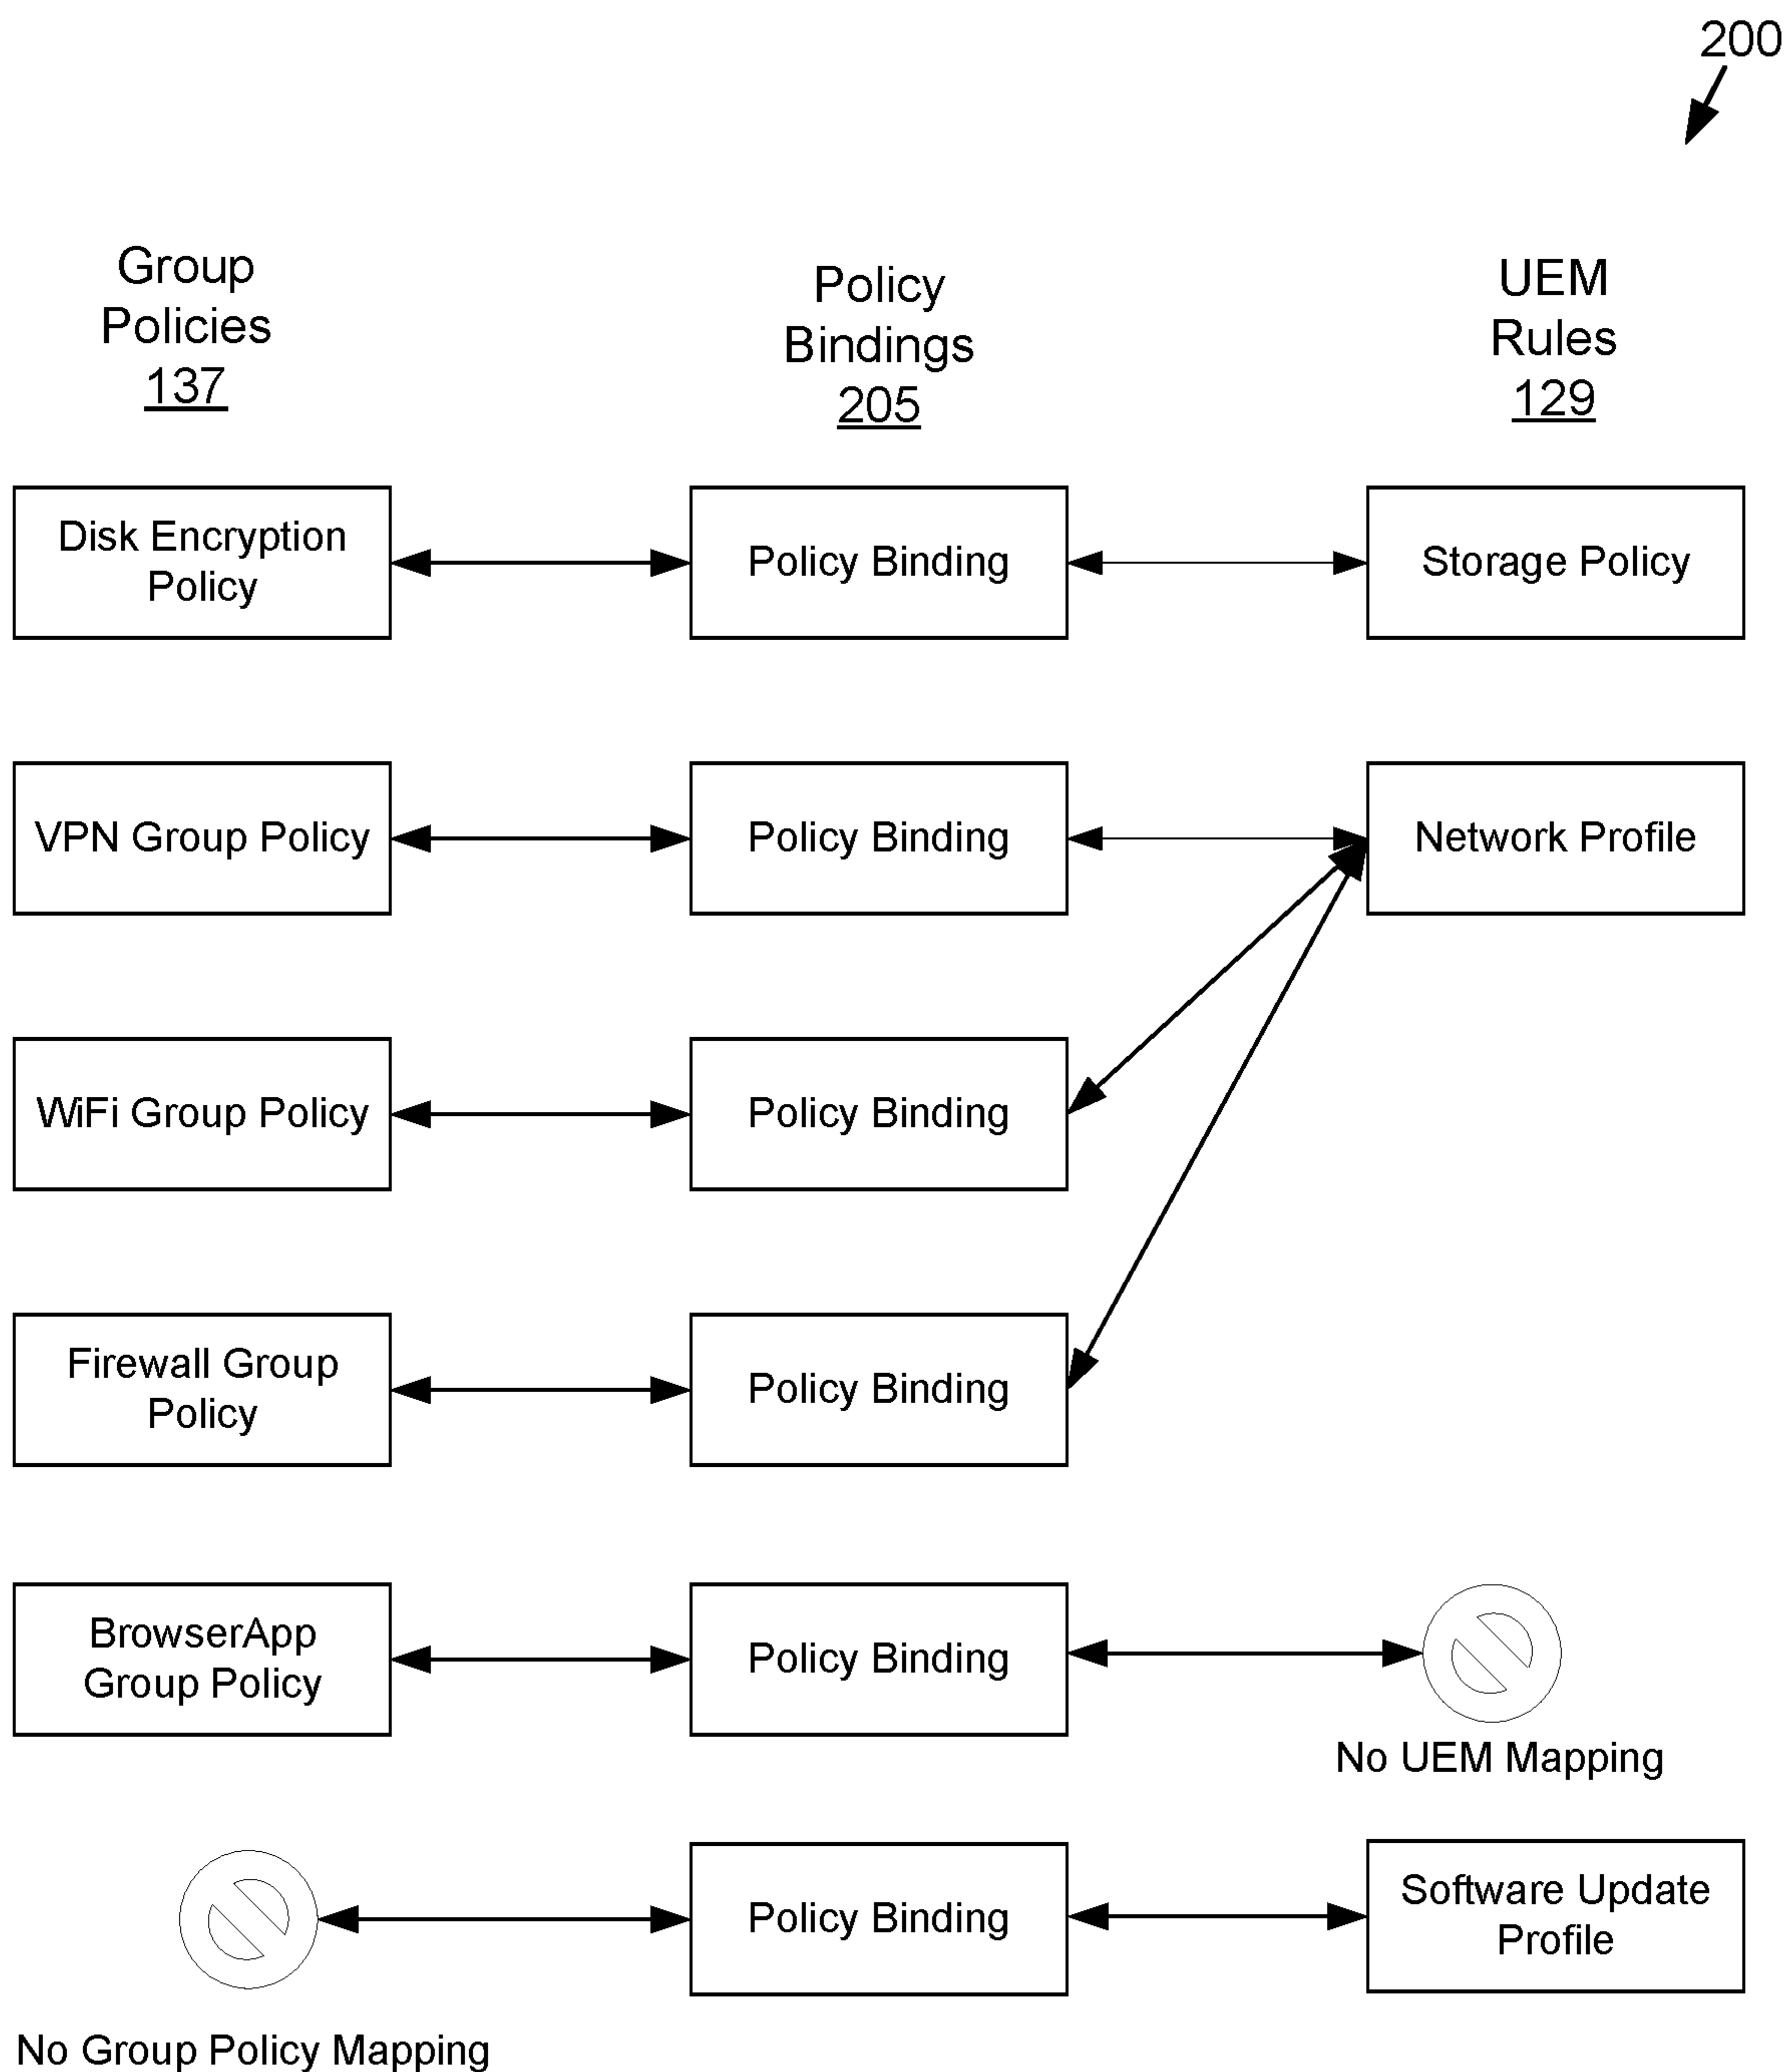 200
Group
Policies
137
Policy
Bindings
205
UEM
Rules
129
Disk Encryption
Policy
Policy Binding
Storage Policy
VPN Group Policy
Policy Binding
Network Profile
WiFi Group Policy
Policy Binding
Firewall Group
Policy
Policy Binding
BrowserApp
Group Policy
Policy Binding
No UEM Mapping
No Group Policy Mapping
Policy Binding
Software Update
Profile